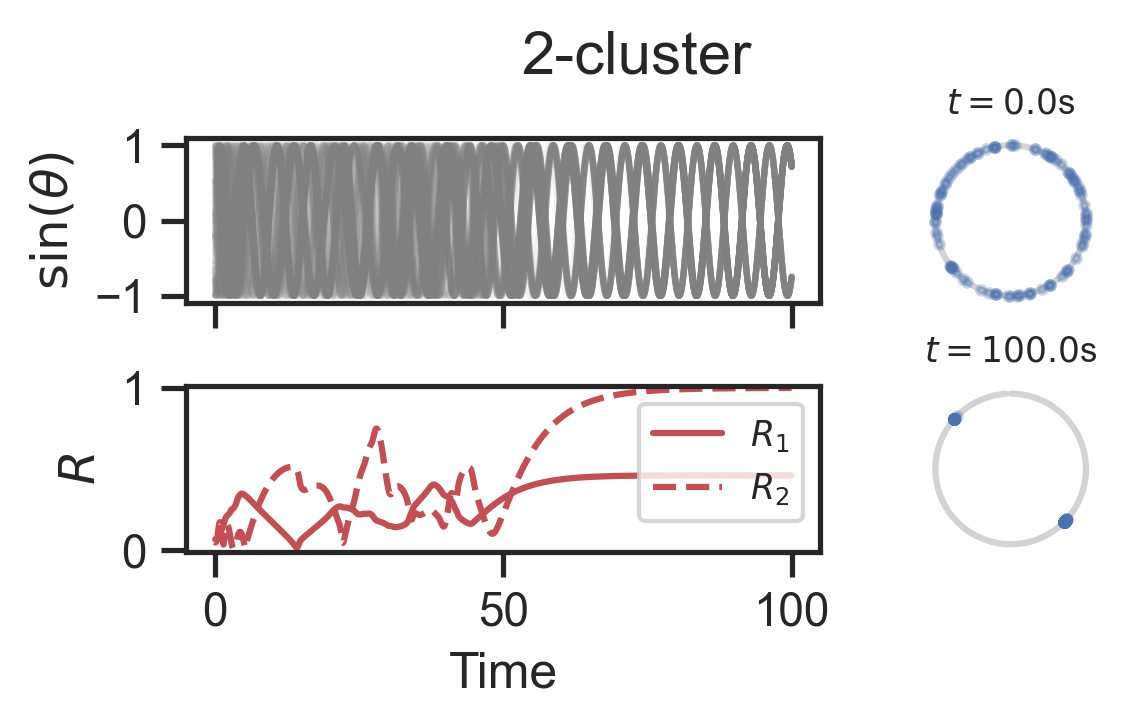 2-cluster
sin(θ)
1
0
−1
t = 0.0s
R
1
0
R₁
R₂
0
50
100
Time
t = 100.0s